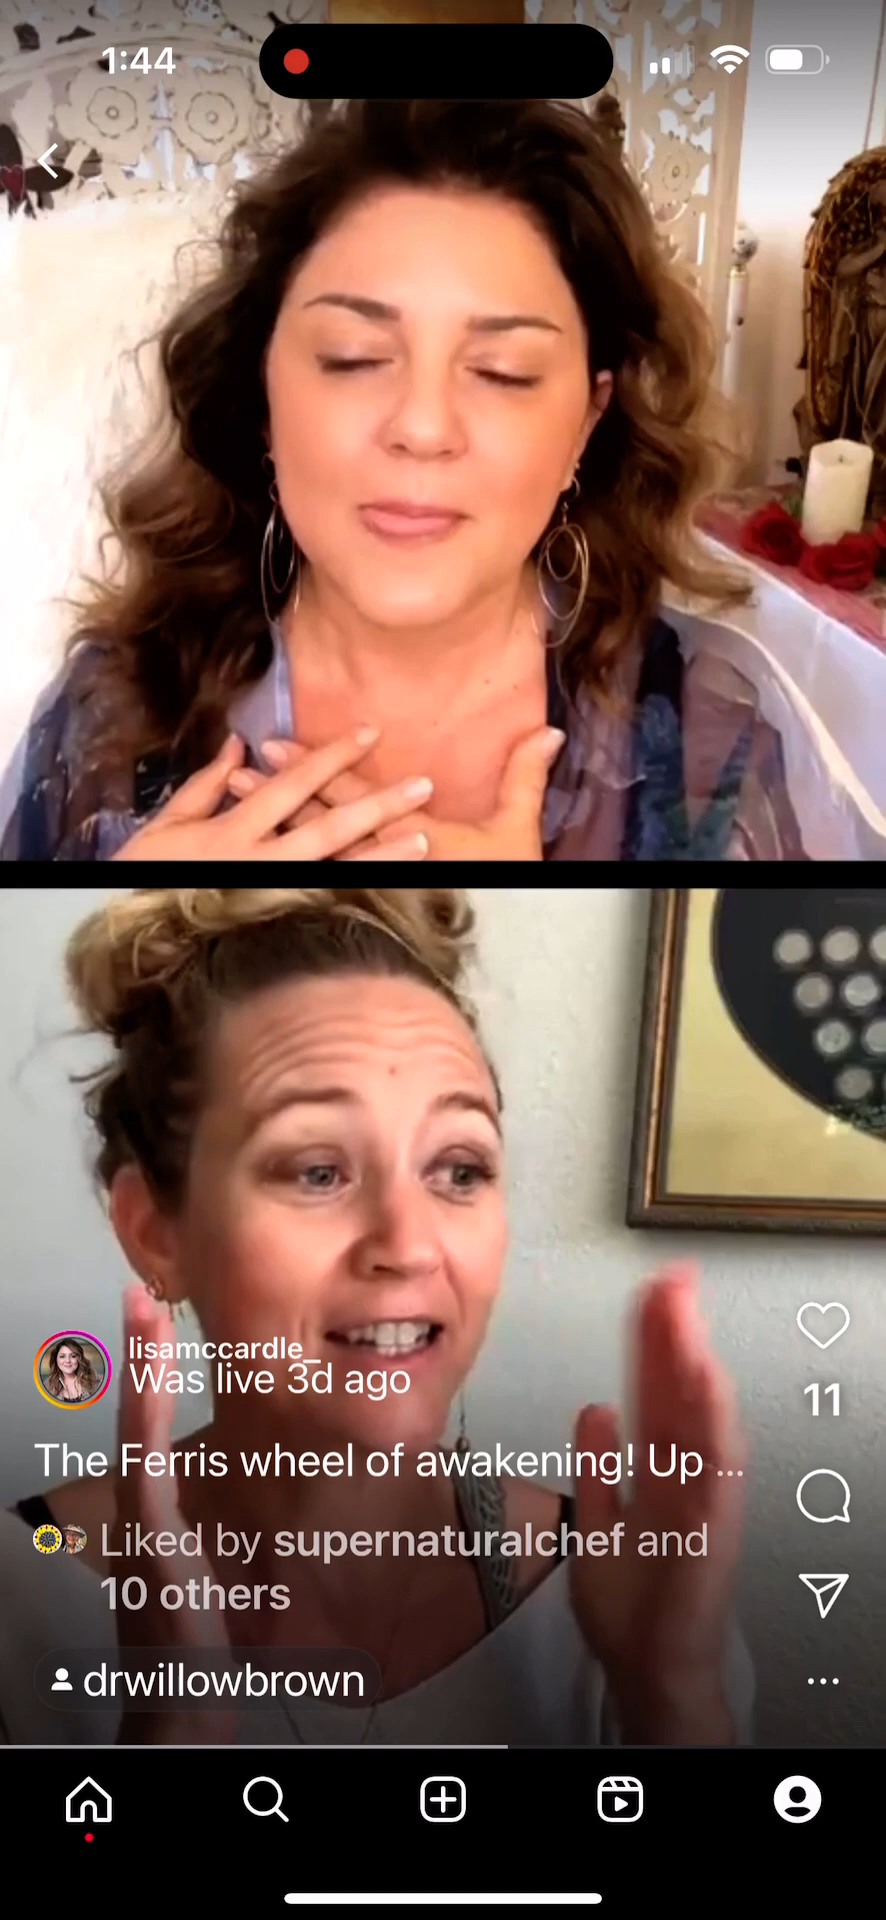 1:44
lisamccardle_
Was live 3d ago
The Ferris wheel of awakening! Up ...
11
Liked by supernaturalchef and
10 others
drwillowbrown